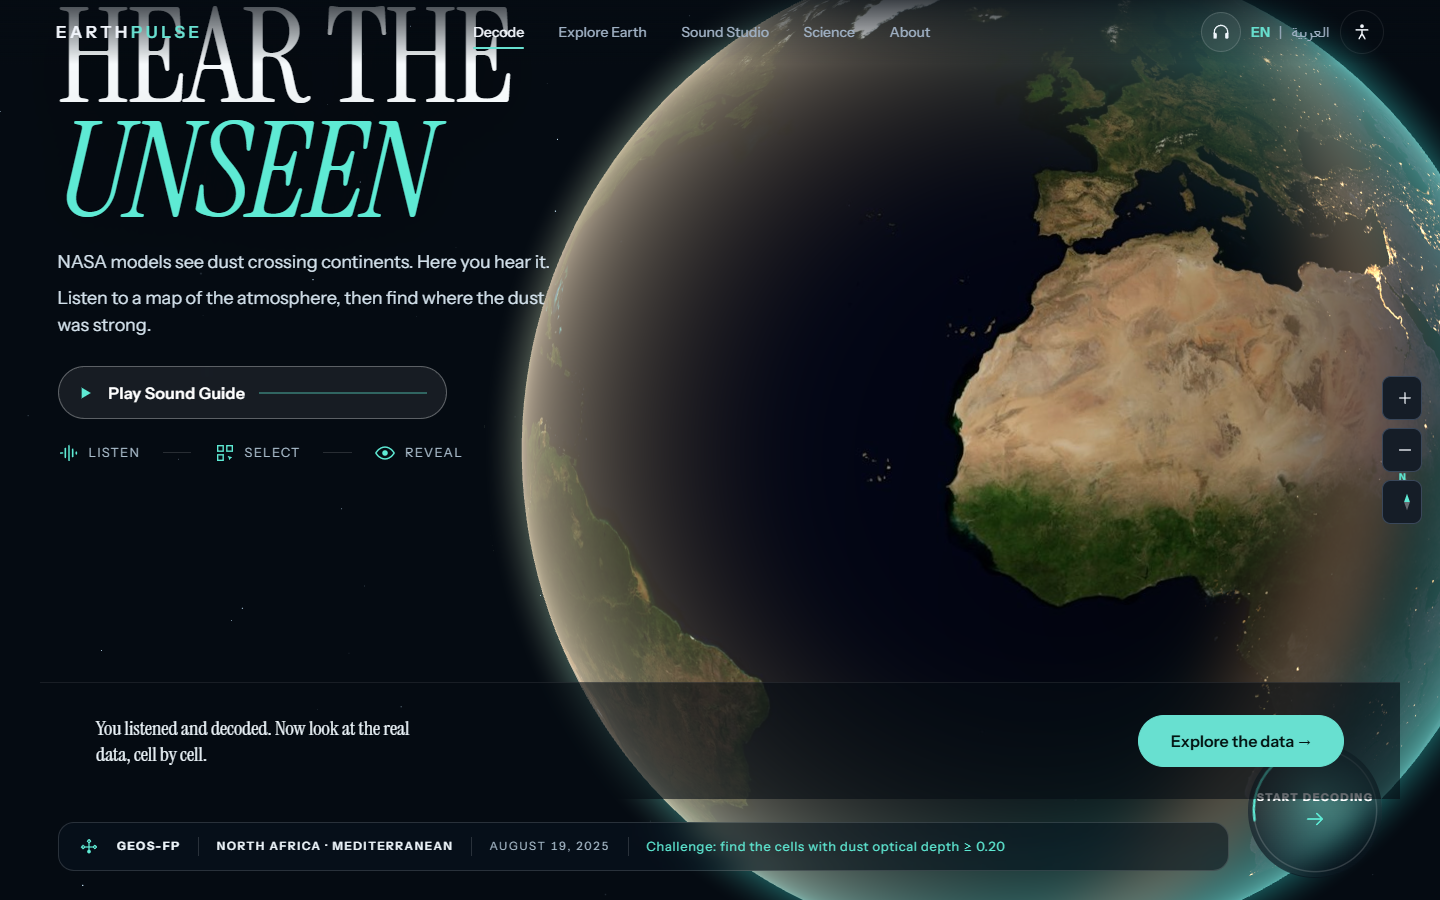 HEAR THE
EARTHPULSE
Decode
Explore Earth
Sound Studio
Science
About
EN | العربية
UNSEEN
NASA models see dust crossing continents. Here you hear it.
Listen to a map of the atmosphere, then find where the dust
was strong.
Play Sound Guide
LISTEN
SELECT
REVEAL
+
−
N
You listened and decoded. Now look at the real
data, cell by cell.
Explore the data →
START DECODING
→
GEOS-FP
NORTH AFRICA · MEDITERRANEAN
AUGUST 19, 2025
Challenge: find the cells with dust optical depth ≥ 0.20